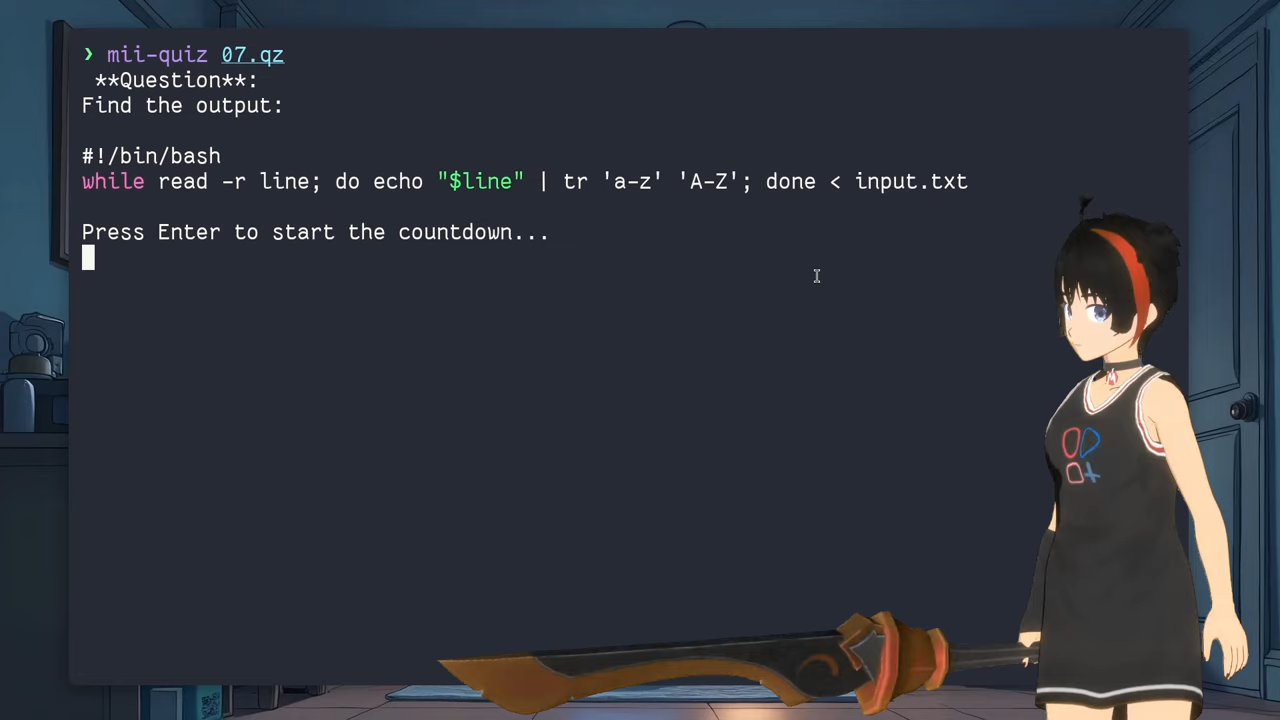 ❯ mii-quiz 07.qz
**Question**:
Find the output:
#!/bin/bash
while read -r line; do echo "$line" | tr 'a-z' 'A-Z'; done < input.txt
Press Enter to start the countdown...